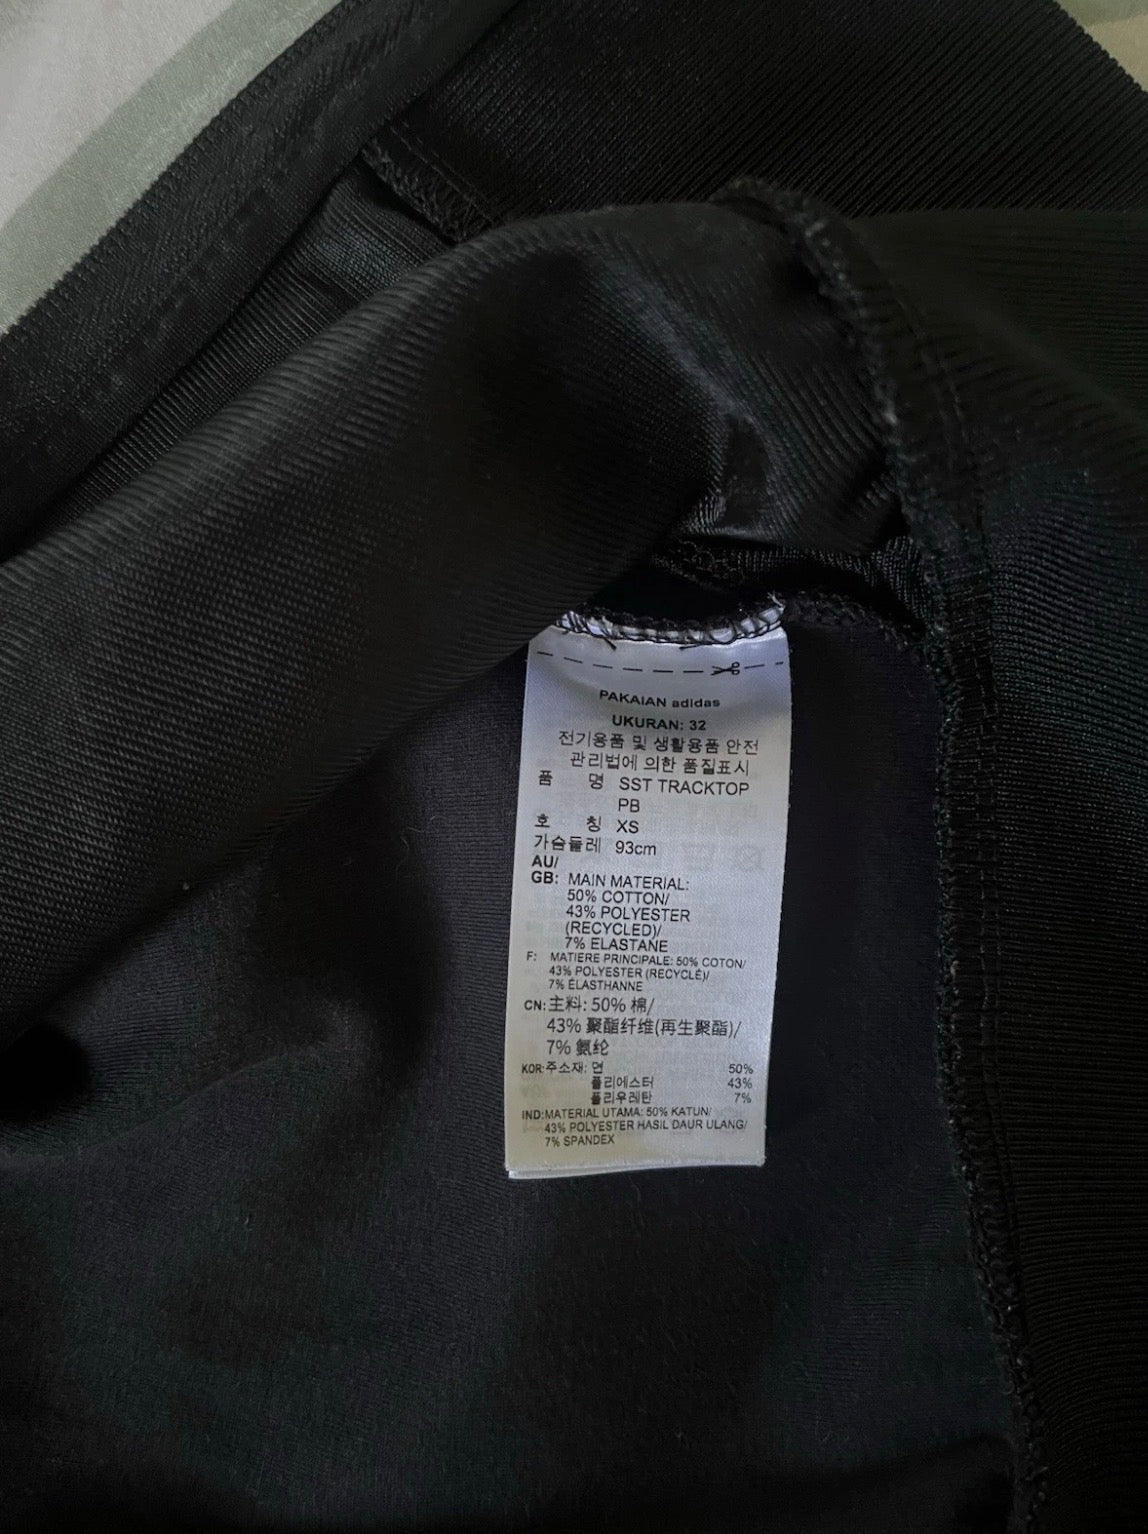 PAKAIAN adidas
UKURAN: 32
전기용품 및 생활용품 안전
관리법에 의한 품질표시
품 명 SST TRACKTOP
PB
호 칭 XS
가슴둘레 93cm
AU/
GB: MAIN MATERIAL:
50% COTTON/
43% POLYESTER
(RECYCLED)/
7% ELASTANE
F: MATIERE PRINCIPALE: 50% COTON/
43% POLYESTER (RECYCLÉ)/
7% ÉLASTHANNE
CN: 主料: 50% 棉/
43% 聚酯纤维(再生聚酯)/
7% 氨纶
KOR: 주소재: 면 50%
폴리에스터 43%
폴리우레탄 7%
IND: MATERIAL UTAMA: 50% KATUN/
43% POLYESTER HASIL DAUR ULANG/
7% SPANDEX